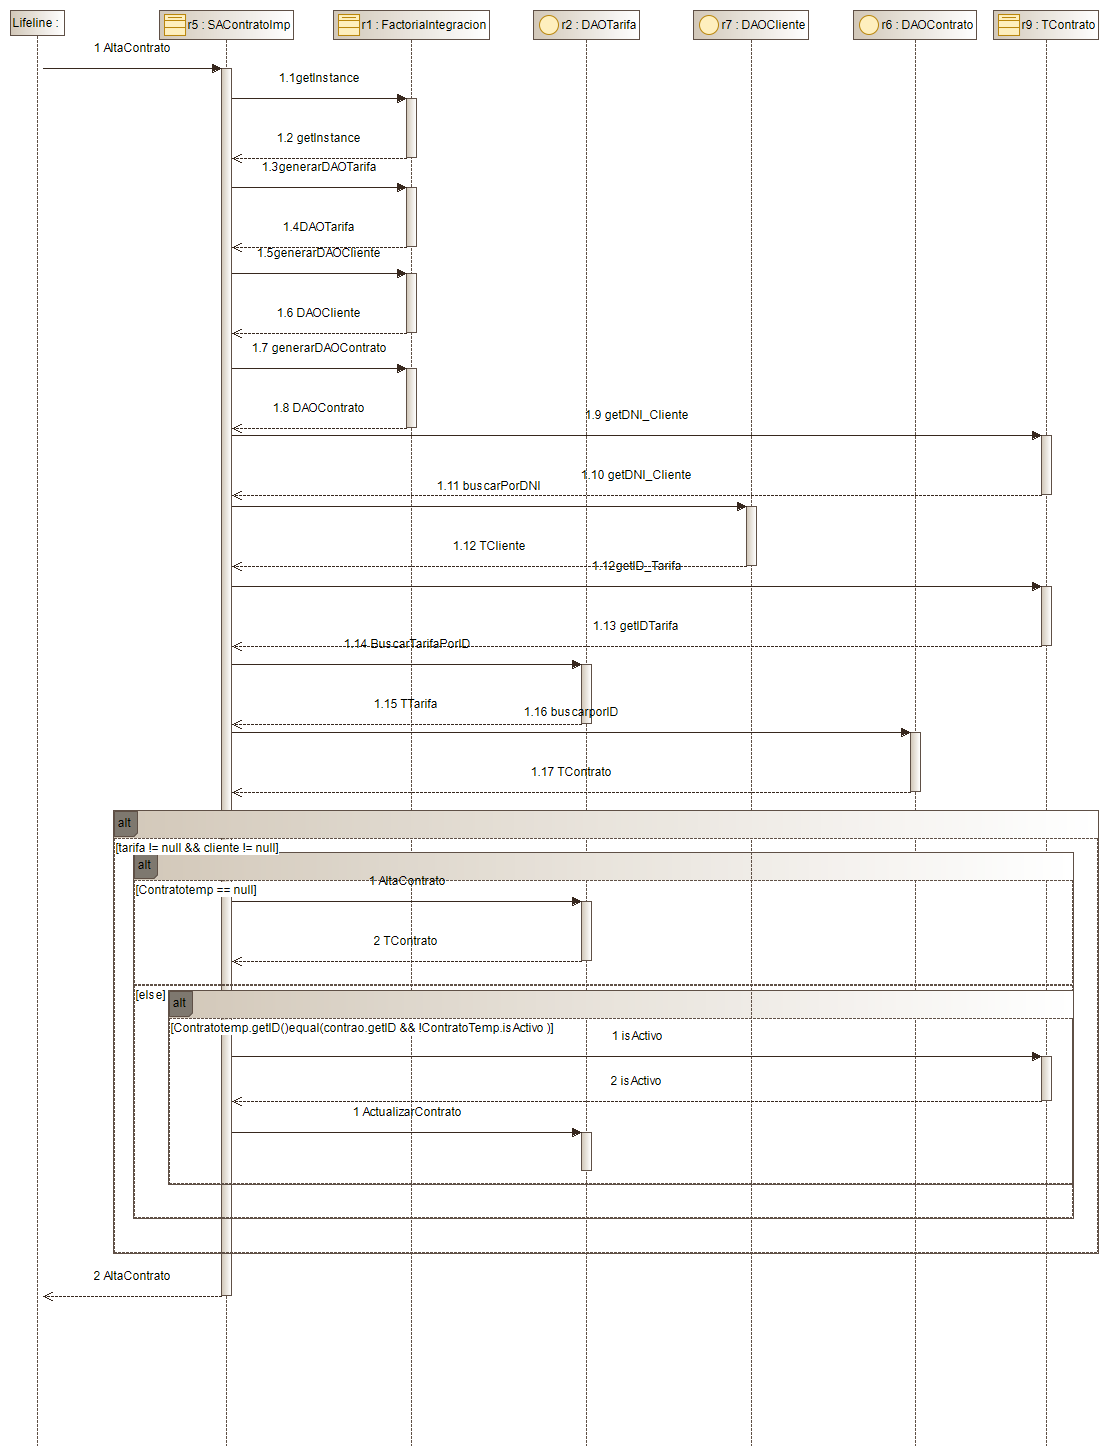 Lifeline :
r5 : SAContratoImp
r1 : FactoriaIntegracion
r2 : DAOTarifa
r7 : DAOCliente
r6 : DAOContrato
r9 : TContrato
1 AltaContrato
1.1getInstance
1.2 getInstance
1.3generarDAOTarifa
1.4DAOTarifa
1.5generarDAOCliente
1.6 DAOCliente
1.7 generarDAOContrato
1.8 DAOContrato
1.9 getDNI_Cliente
1.10 getDNI_Cliente
1.11 buscarPorDNI
1.12 TCliente
1.12getID_Tarifa
1.13 getIDTarifa
1.14 BuscarTarifaPorID
1.15 TTarifa
1.16 buscarporID
1.17 TContrato
alt
[tarifa != null && cliente != null]
alt
1 AltaContrato
[Contratotemp == null]
2 TContrato
[else]
alt
[Contratotemp.getID()equal(contrao.getID && !ContratoTemp.isActivo )]
1 isActivo
2 isActivo
1 ActualizarContrato
2 AltaContrato